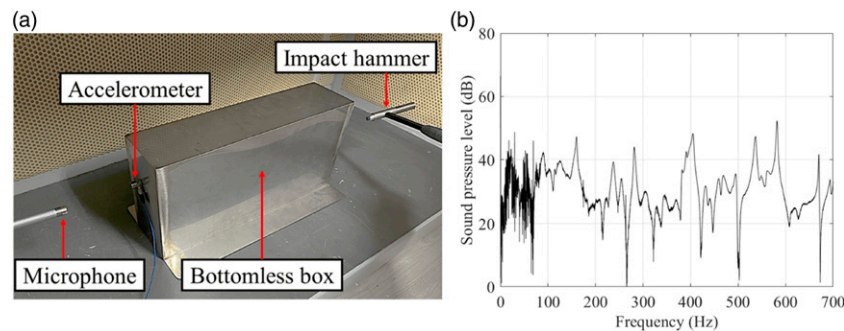 (a)
Impact hammer
Accelerometer
Microphone
Bottomless box
(b)
Sound pressure level (dB)
80
60
40
20
0
0 100 200 300 400 500 600 700
Frequency (Hz)